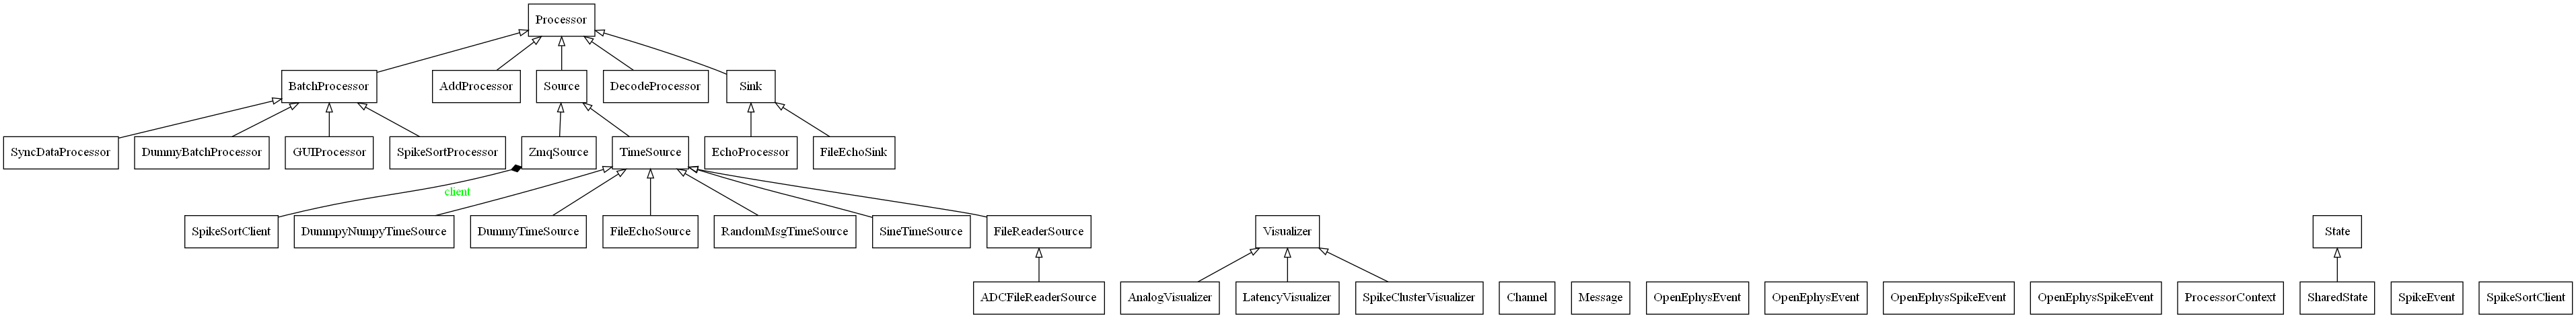 Processor
BatchProcessor
AddProcessor
Source
DecodeProcessor
Sink
SyncDataProcessor
DummyBatchProcessor
GUIProcessor
SpikeSortProcessor
ZmqSource
TimeSource
EchoProcessor
FileEchoSink
client
SpikeSortClient
DummpyNumpyTimeSource
DummyTimeSource
FileEchoSource
RandomMsgTimeSource
SineTimeSource
FileReaderSource
Visualizer
State
ADCFileReaderSource
AnalogVisualizer
LatencyVisualizer
SpikeClusterVisualizer
Channel
Message
OpenEphysEvent
OpenEphysEvent
OpenEphysSpikeEvent
OpenEphysSpikeEvent
ProcessorContext
SharedState
SpikeEvent
SpikeSortClient